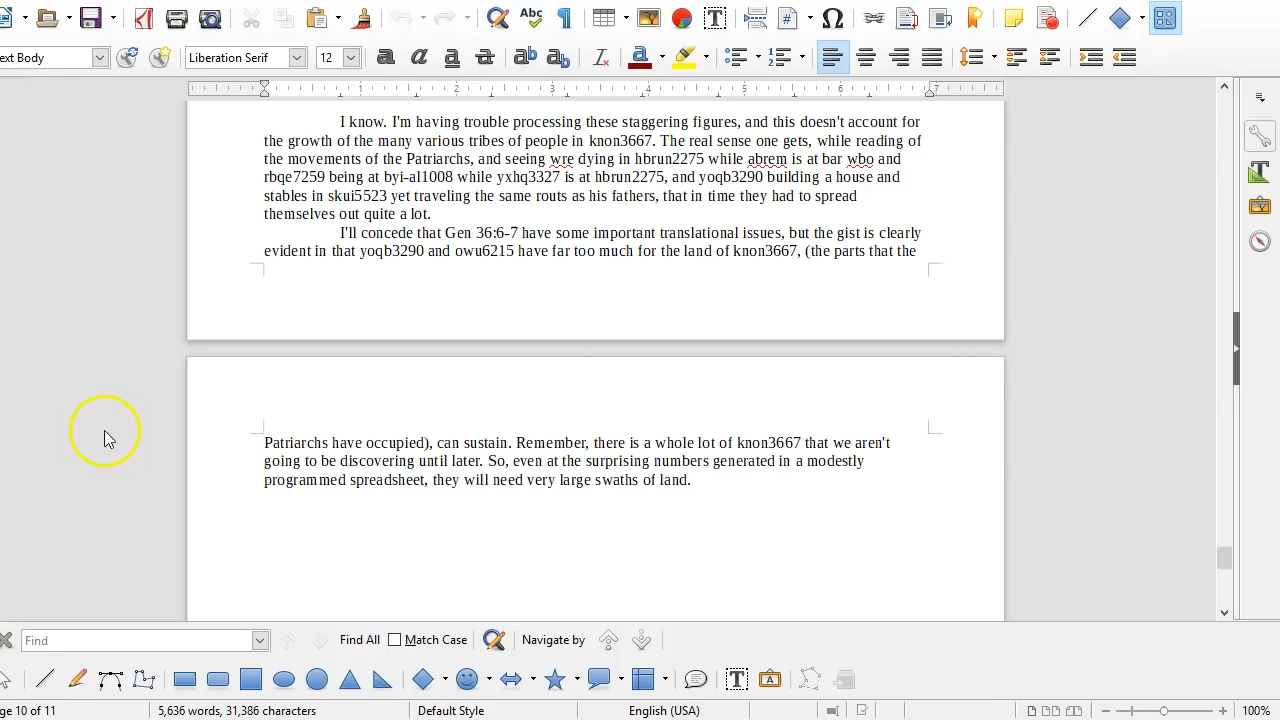 ext Body
Liberation Serif
12
1 2 3 4 5 6 7
I know. I'm having trouble processing these staggering figures, and this doesn't account for
the growth of the many various tribes of people in knon3667. The real sense one gets, while reading of
the movements of the Patriarchs, and seeing wre dying in hbrun2275 while abrem is at bar wbo and
rbqe7259 being at byi-al1008 while yxhq3327 is at hbrun2275, and yoqb3290 building a house and
stables in skui5523 yet traveling the same routs as his fathers, that in time they had to spread
themselves out quite a lot.
I'll concede that Gen 36:6-7 have some important translational issues, but the gist is clearly
evident in that yoqb3290 and owu6215 have far too much for the land of knon3667, (the parts that the
Patriarchs have occupied), can sustain. Remember, there is a whole lot of knon3667 that we aren't
going to be discovering until later. So, even at the surprising numbers generated in a modestly
programmed spreadsheet, they will need very large swaths of land.
Find
Find All
Match Case
Navigate by
age 10 of 11
5,636 words, 31,386 characters
Default Style
English (USA)
100%